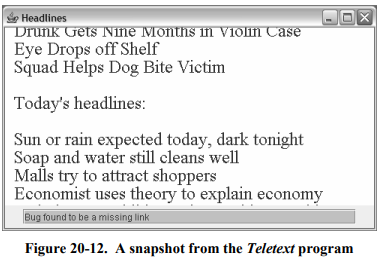 Headlines
Drunk Gets Nine Months in Violin Case
Eye Drops off Shelf
Squad Helps Dog Bite Victim
Today's headlines:
Sun or rain expected today, dark tonight
Soap and water still cleans well
Malls try to attract shoppers
Economist uses theory to explain economy
Bug found to be a missing link
Figure 20-12. A snapshot from the Teletext program